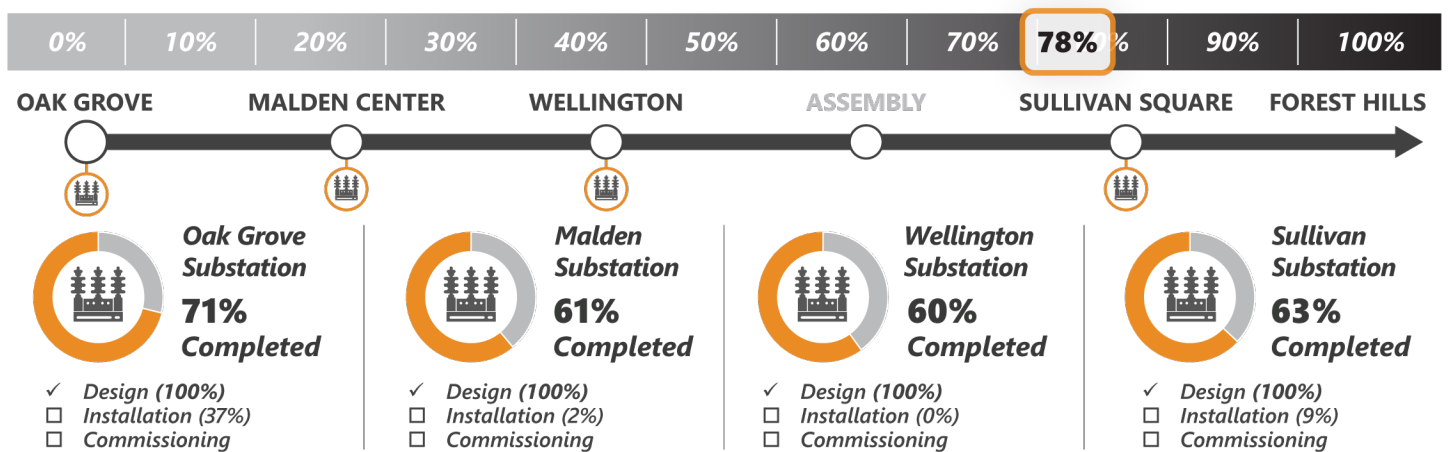 0% 10% 20% 30% 40% 50% 60% 70% 78% 90% 100%
OAK GROVE MALDEN CENTER WELLINGTON ASSEMBLY SULLIVAN SQUARE FOREST HILLS
Oak Grove
Substation
71%
Completed
✓ Design (100%)
☐ Installation (37%)
☐ Commissioning
Malden
Substation
61%
Completed
✓ Design (100%)
☐ Installation (2%)
☐ Commissioning
Wellington
Substation
60%
Completed
✓ Design (100%)
☐ Installation (0%)
☐ Commissioning
Sullivan
Substation
63%
Completed
✓ Design (100%)
☐ Installation (9%)
☐ Commissioning